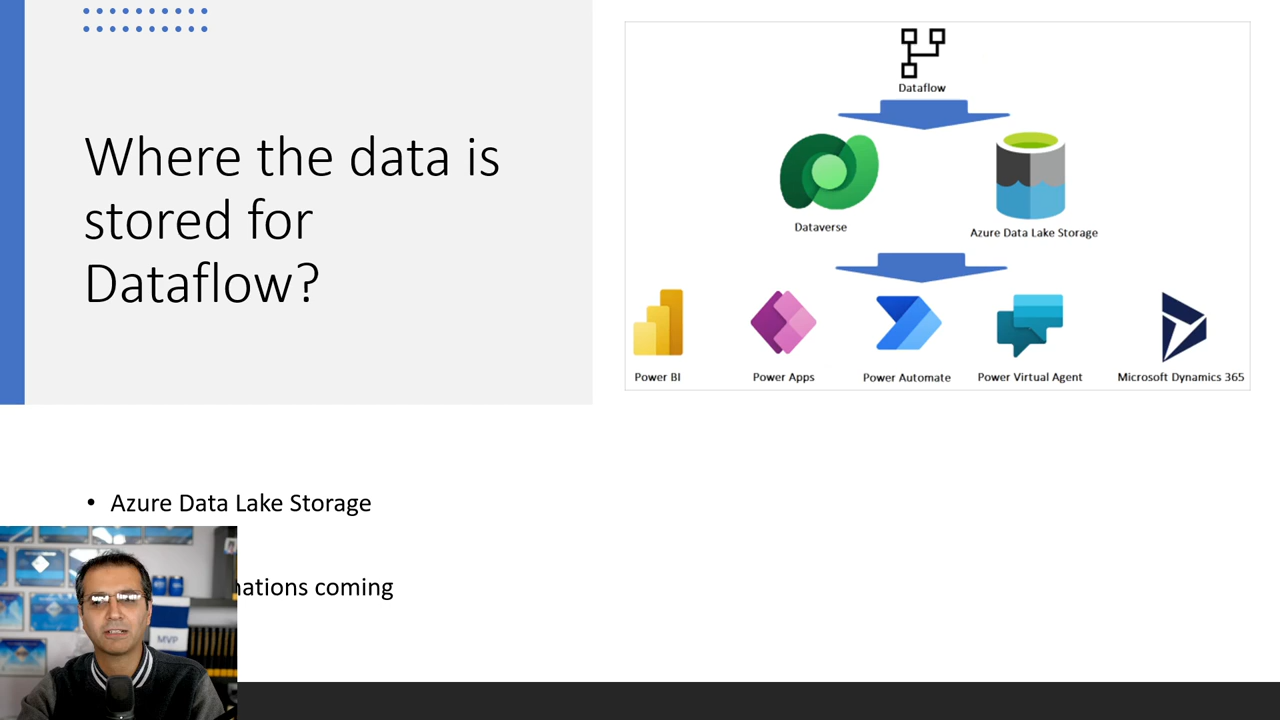 Where the data is
stored for
Dataflow?
Dataflow
Dataverse
Azure Data Lake Storage
Power BI
Power Apps
Power Automate
Power Virtual Agent
Microsoft Dynamics 365
• Azure Data Lake Storage
coming
MVP